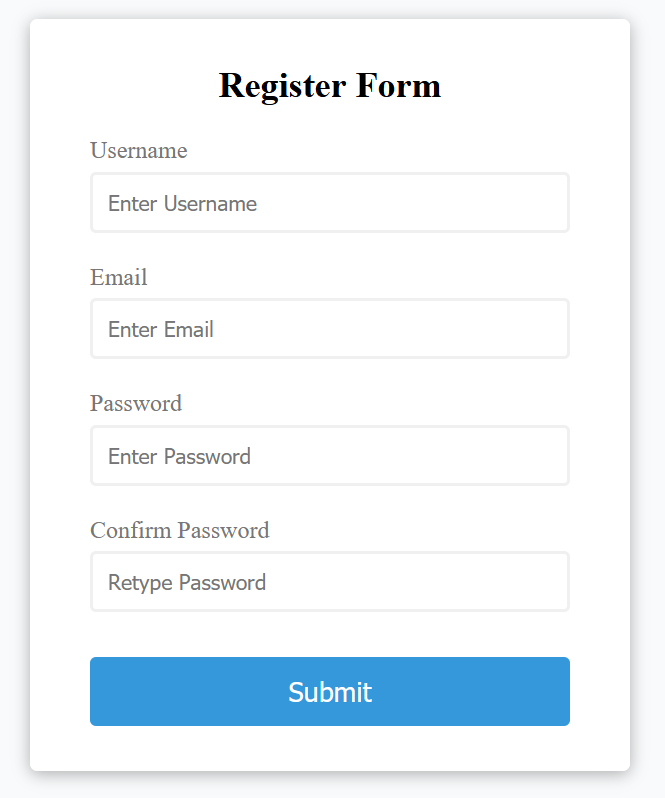 Register Form
Username
Enter Username
Email
Enter Email
Password
Enter Password
Confirm Password
Retype Password
Submit